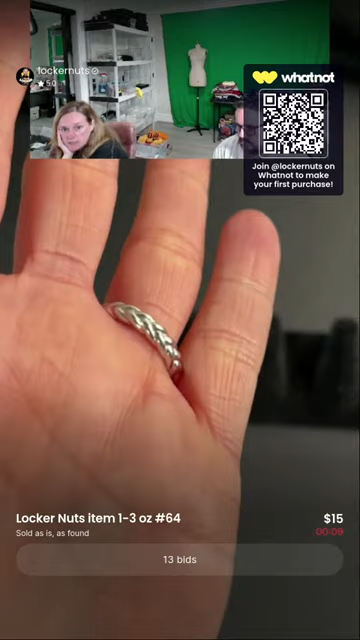 lockernuts
5.0
whatnot
Join @lockernuts on
Whatnot to make
your first purchase!
Locker Nuts item 1-3 oz #64
$15
Sold as is, as found
00:09
13 bids